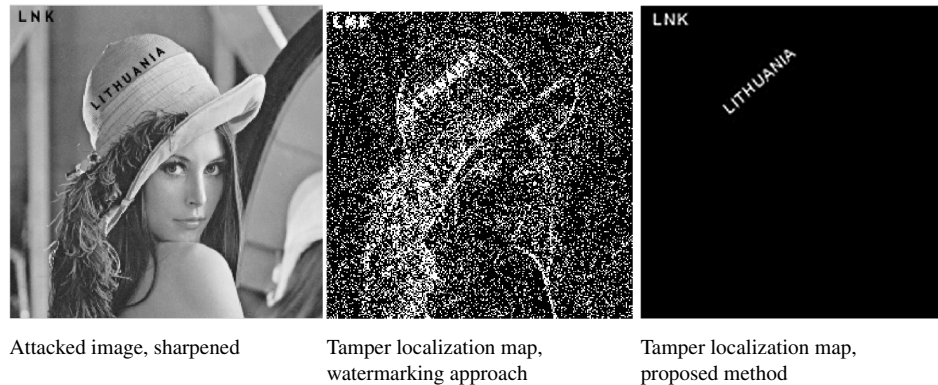 LNK
LITHUANIA
LNK
LITHUANIA
LNK
LITHUANIA
Attacked image, sharpened
Tamper localization map,
watermarking approach
Tamper localization map,
proposed method